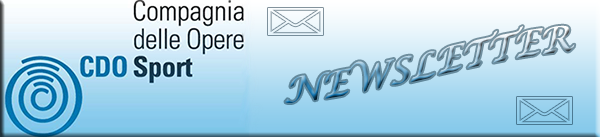 Compagnia
delle Opere
CDO Sport
NEWSLETTER